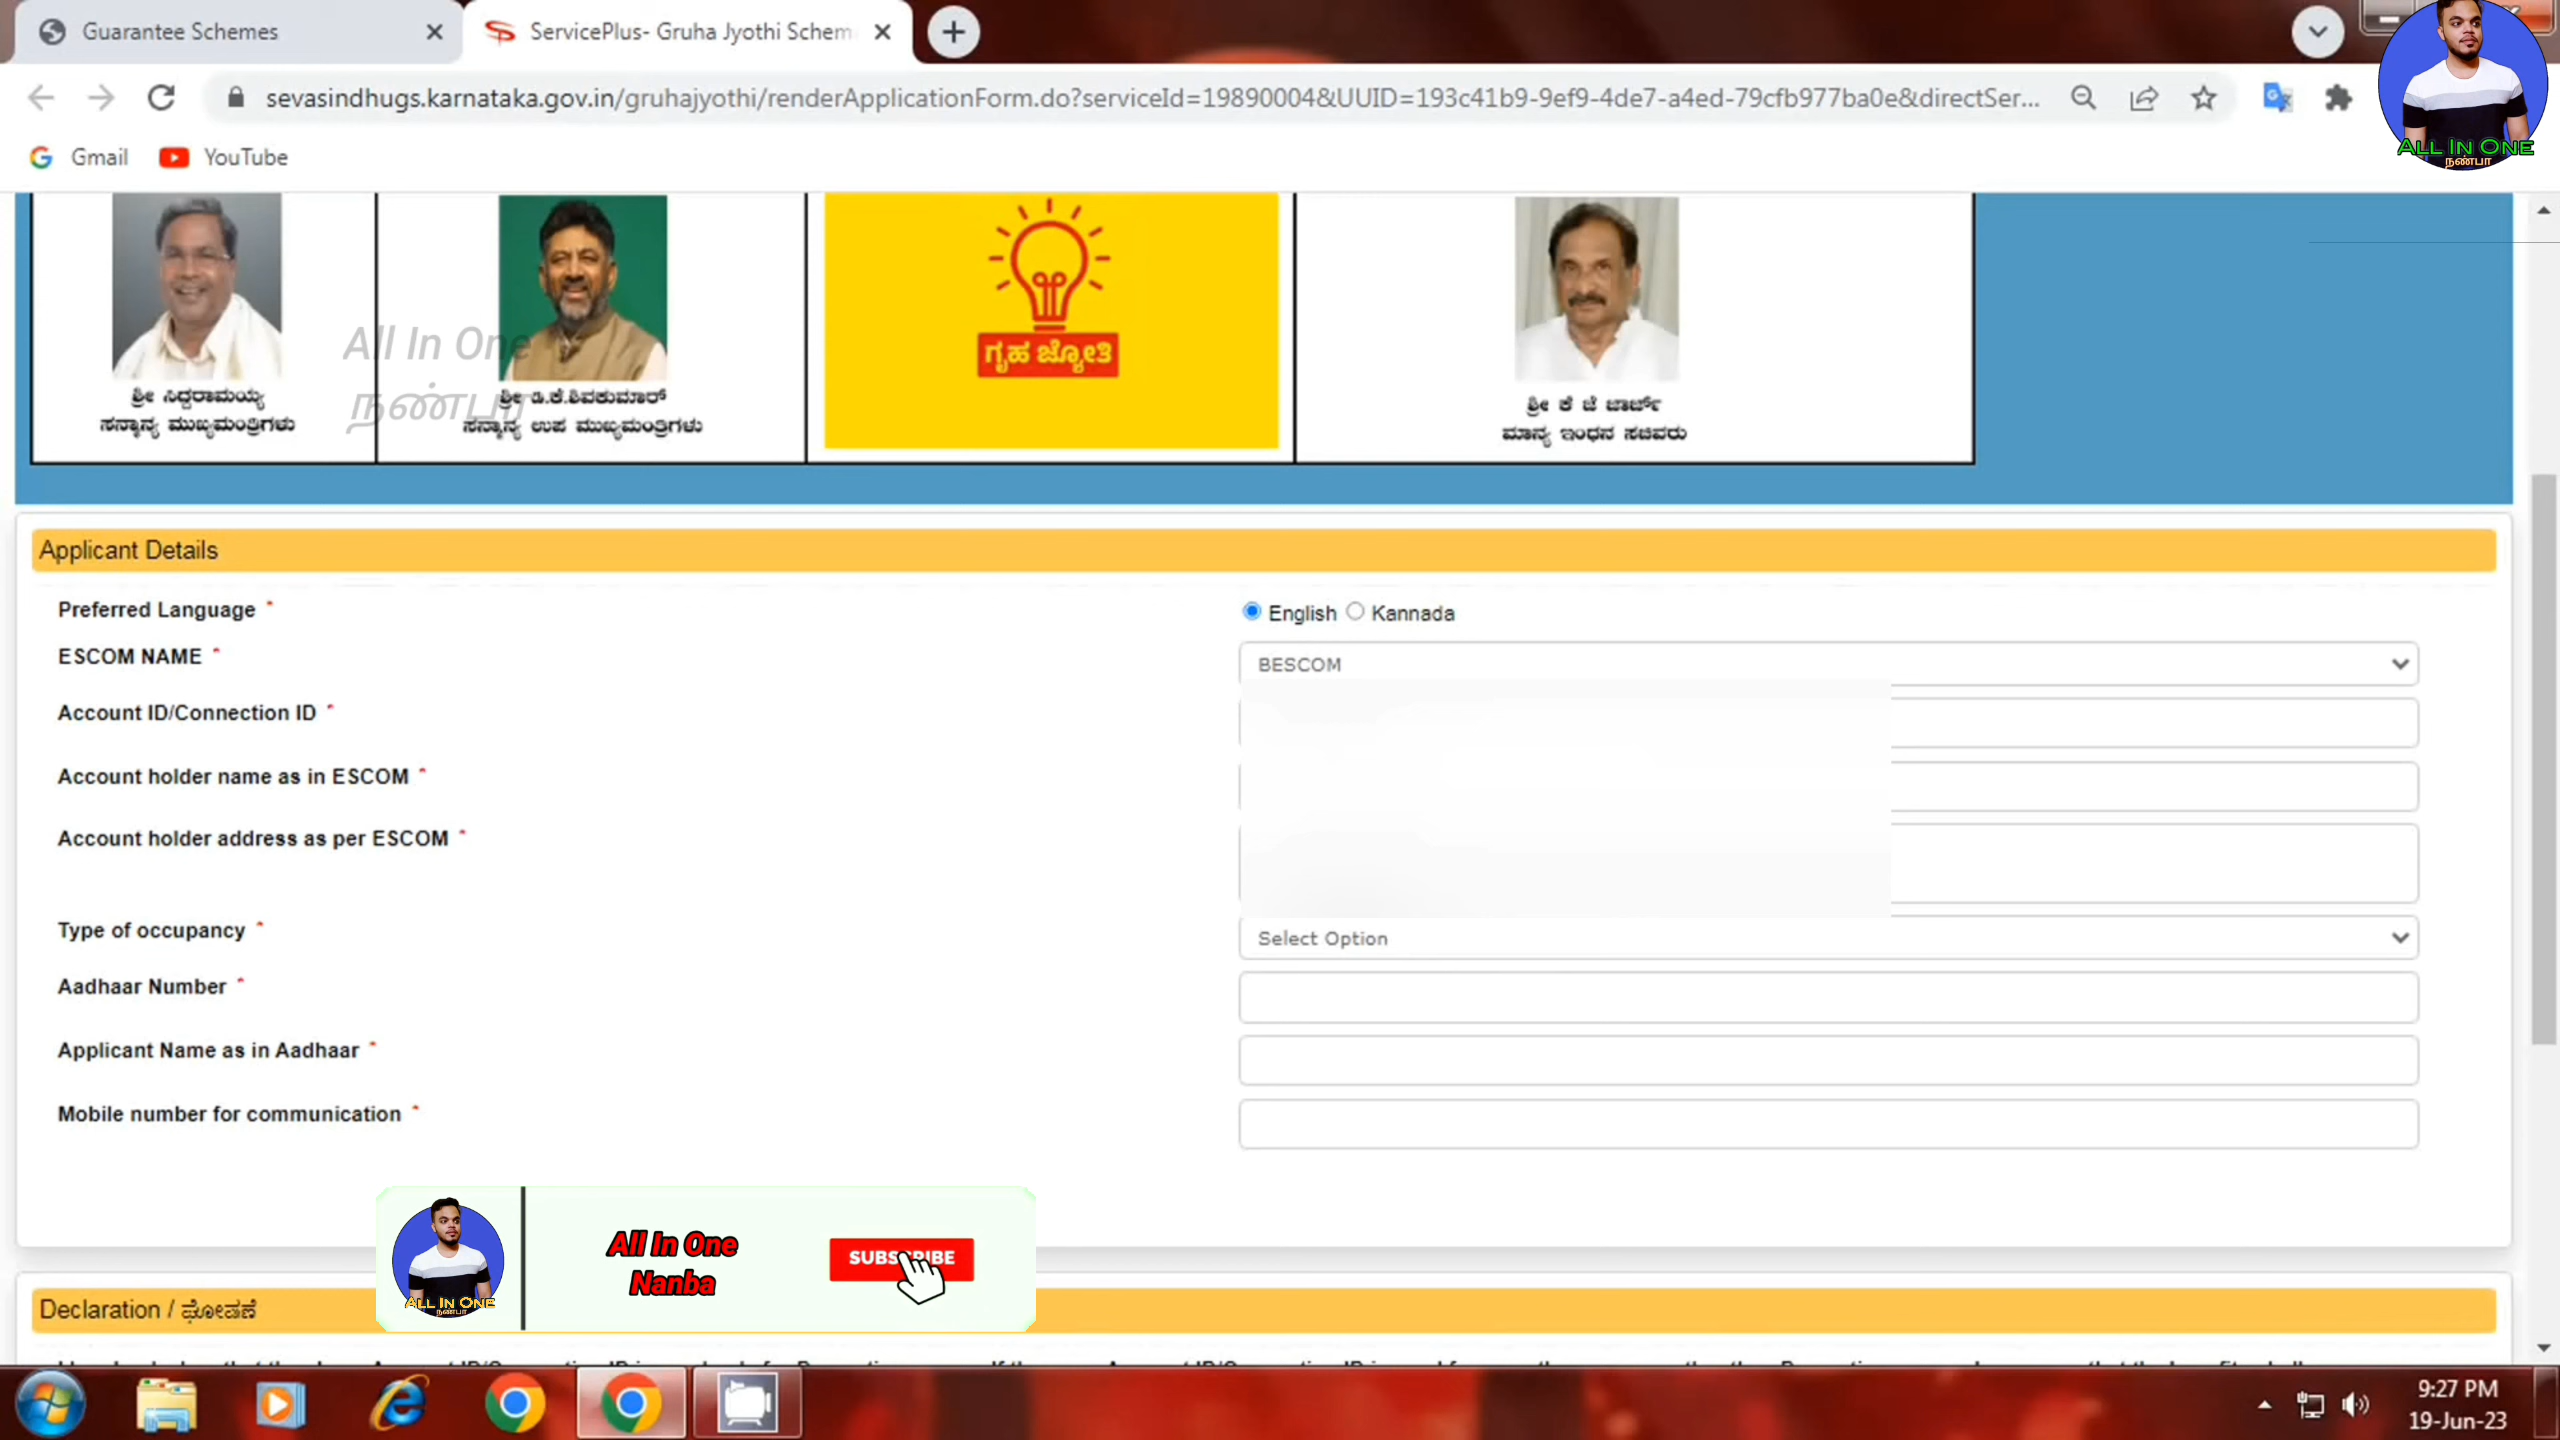 Guarantee Schemes
ServicePlus- Gruha Jyothi Schem
sevasindhugs.karnataka.gov.in/gruhajyothi/renderApplicationForm.do?serviceId=19890004&UUID=193c41b9-9ef9-4de7-a4ed-79cfb977ba0e&directSer...
ALL IN ONE
நண்பா
Gmail
YouTube
ಗೃಹ ಜ್ಯೋತಿ
All In One
நண்பா
ಶ್ರೀ ಸಿದ್ದರಾಮಯ್ಯ
ಸನ್ಮಾನ್ಯ ಮುಖ್ಯಮಂತ್ರಿಗಳು
ಶ್ರೀ ಡಿ.ಕೆ.ಶಿವಕುಮಾರ್
ಸನ್ಮಾನ್ಯ ಉಪ ಮುಖ್ಯಮಂತ್ರಿಗಳು
ಶ್ರೀ ಕೆ ಜೆ ಜಾರ್ಜ್
ಮಾನ್ಯ ಇಂಧನ ಸಚಿವರು
Applicant Details
Preferred Language *
English Kannada
ESCOM NAME *
BESCOM
Account ID/Connection ID *
Account holder name as in ESCOM *
Account holder address as per ESCOM *
Type of occupancy *
Select Option
Aadhaar Number *
Applicant Name as in Aadhaar *
Mobile number for communication *
All In One
Nanba
SUBSCRIBE
ALL IN ONE
நண்பா
Declaration / ಘೋಷಣೆ
9:27 PM
19-Jun-23